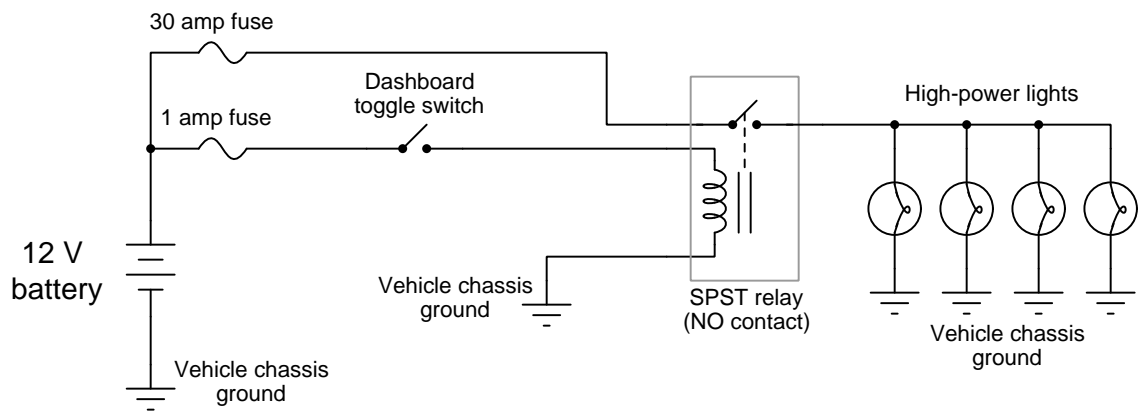 30 amp fuse
Dashboard
toggle switch
High-power lights
1 amp fuse
12 V
battery
Vehicle chassis
ground
SPST relay
(NO contact)
Vehicle chassis
ground
Vehicle chassis
ground